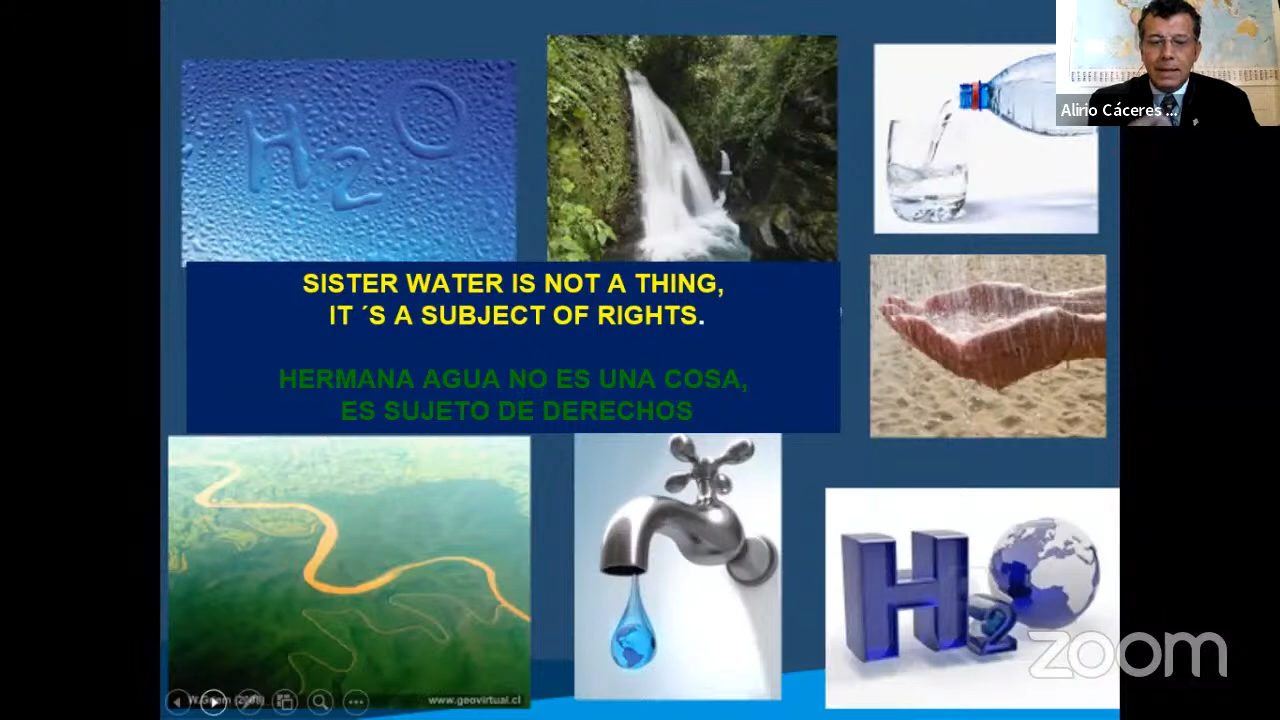 H2O
Alirio Cáceres ...
SISTER WATER IS NOT A THING,
IT ´S A SUBJECT OF RIGHTS.
HERMANA AGUA NO ES UNA COSA,
ES SUJETO DE DERECHOS
H2
zoom
www.geovirtual.cl